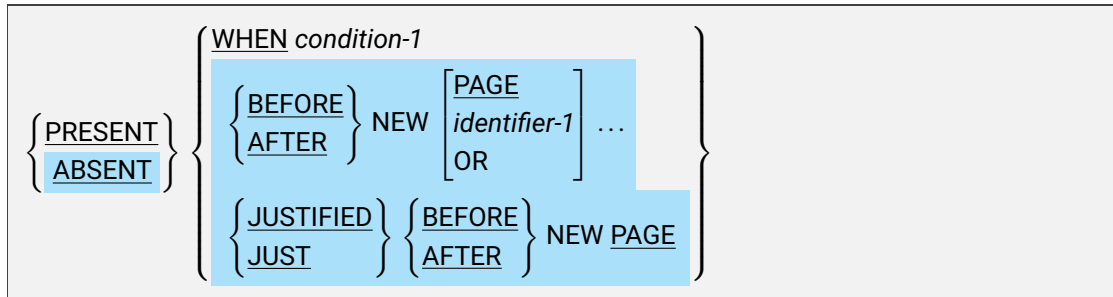 WHEN condition-1
BEFORE
AFTER
NEW
PAGE
identifier-1
OR
...
PRESENT
ABSENT
JUSTIFIED
JUST
BEFORE
AFTER
NEW PAGE